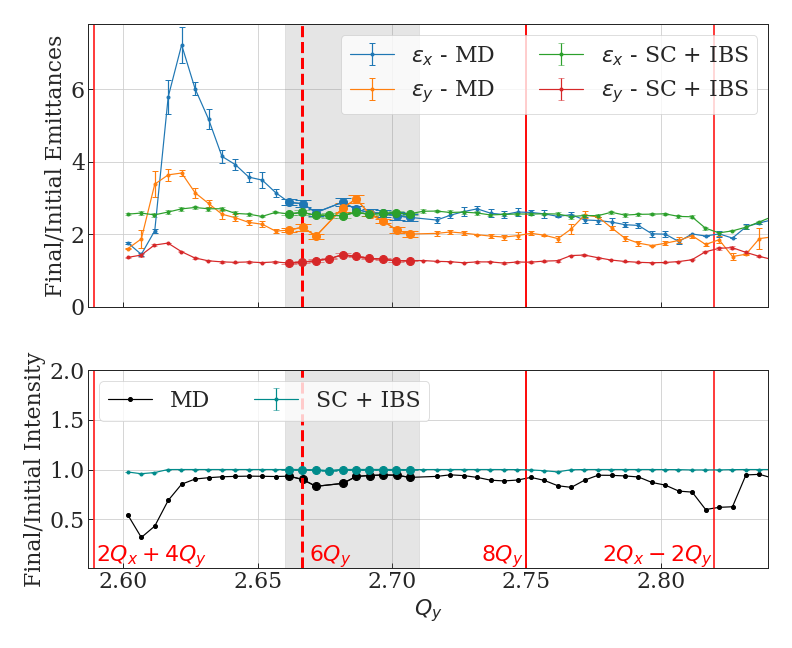 Final/Initial Emittances
6
4
2
0
εx - MD
εy - MD
εx - SC + IBS
εy - SC + IBS
Final/Initial Intensity
2.0
1.5
1.0
0.5
MD
SC + IBS
2Qx + 4Qy
6Qy
8Qy
2Qx − 2Qy
2.60
2.65
2.70
2.75
2.80
Qy